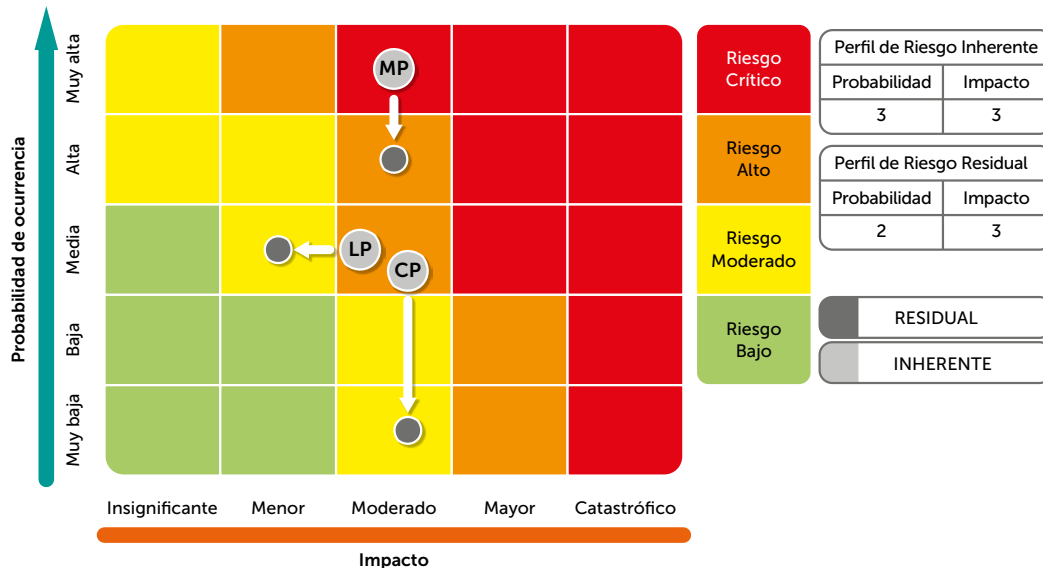 Probabilidad de ocurrencia
Muy alta
Alta
Media
Baja
Muy baja
MP
LP
CP
Insignificante
Menor
Moderado
Mayor
Catastrófico
Impacto
Riesgo
Crítico
Riesgo
Alto
Riesgo
Moderado
Riesgo
Bajo
Perfil de Riesgo Inherente
Probabilidad Impacto
3 3
Perfil de Riesgo Residual
Probabilidad Impacto
2 3
RESIDUAL
INHERENTE